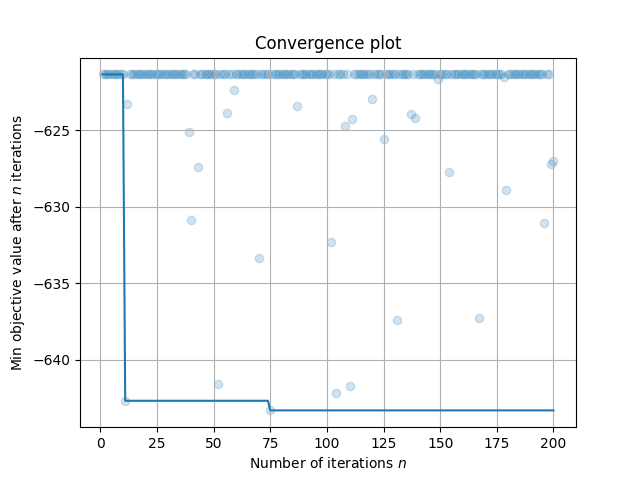 Convergence plot
Min objective value after n iterations
−625
−630
−635
−640
0 25 50 75 100 125 150 175 200
Number of iterations n